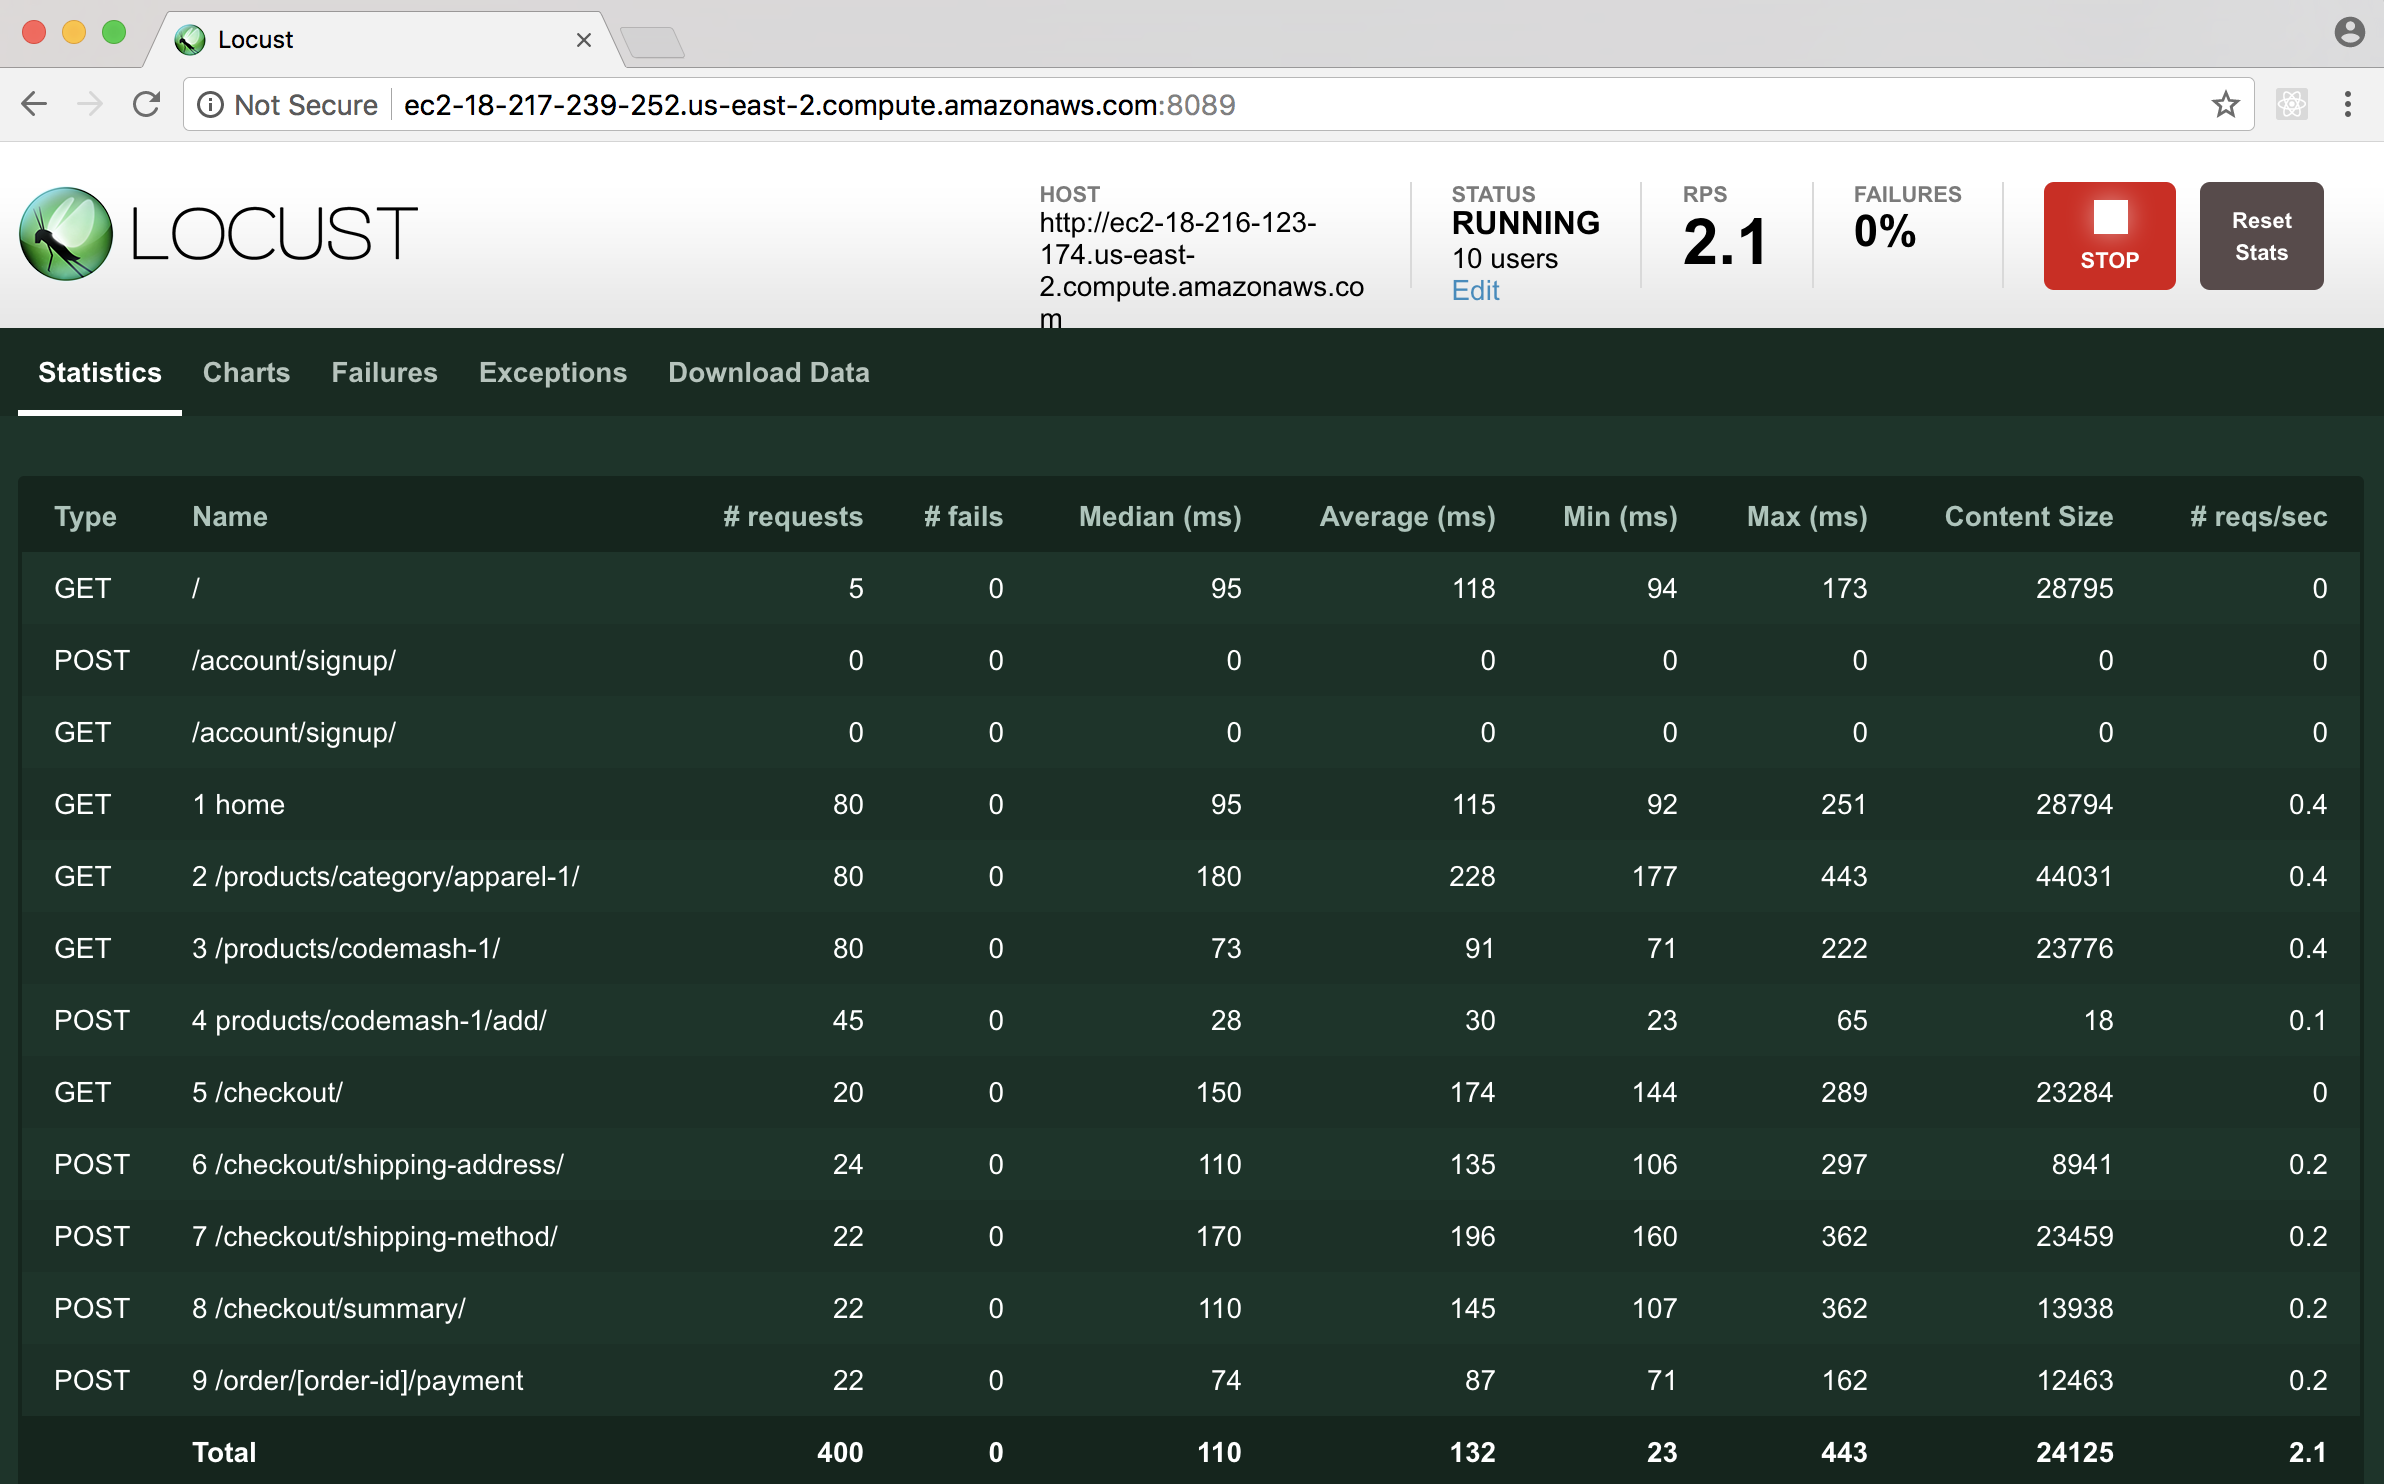 Locust
Not Secure ec2-18-217-239-252.us-east-2.compute.amazonaws.com:8089
LOCUST
HOST
http://ec2-18-216-123-
174.us-east-
2.compute.amazonaws.co
m
STATUS
RUNNING
10 users
Edit
RPS
2.1
FAILURES
0%
STOP
Reset
Stats
Statistics Charts Failures Exceptions Download Data
Type Name # requests # fails Median (ms) Average (ms) Min (ms) Max (ms) Content Size # reqs/sec
GET / 5 0 95 118 94 173 28795 0
POST /account/signup/ 0 0 0 0 0 0 0 0
GET /account/signup/ 0 0 0 0 0 0 0 0
GET 1 home 80 0 95 115 92 251 28794 0.4
GET 2 /products/category/apparel-1/ 80 0 180 228 177 443 44031 0.4
GET 3 /products/codemash-1/ 80 0 73 91 71 222 23776 0.4
POST 4 products/codemash-1/add/ 45 0 28 30 23 65 18 0.1
GET 5 /checkout/ 20 0 150 174 144 289 23284 0
POST 6 /checkout/shipping-address/ 24 0 110 135 106 297 8941 0.2
POST 7 /checkout/shipping-method/ 22 0 170 196 160 362 23459 0.2
POST 8 /checkout/summary/ 22 0 110 145 107 362 13938 0.2
POST 9 /order/[order-id]/payment 22 0 74 87 71 162 12463 0.2
Total 400 0 110 132 23 443 24125 2.1